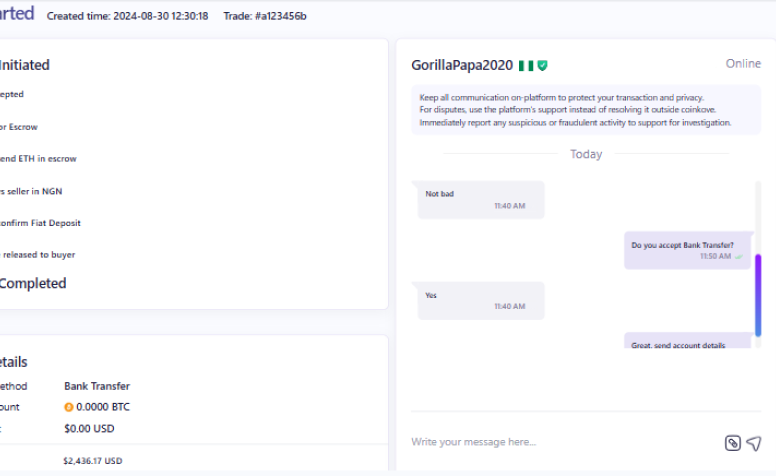 arted Created time: 2024-08-30 12:30:18 Trade: #a123456b
Initiated
epted
or Escrow
end ETH in escrow
s seller in NGN
onfirm Fiat Deposit
released to buyer
Completed
etails
ethod Bank Transfer
ount 0.0000 BTC
$0.00 USD
$2,436.17 USD
GorillaPapa2020
Online
Keep all communication on-platform to protect your transaction and privacy.
For disputes, use the platform's support instead of resolving it outside coinkove.
Immediately report any suspicious or fraudulent activity to support for investigation.
Today
Not bad
11:40 AM
Do you accept Bank Transfer?
11:50 AM
Yes
11:40 AM
Great, send account details
Write your message here...